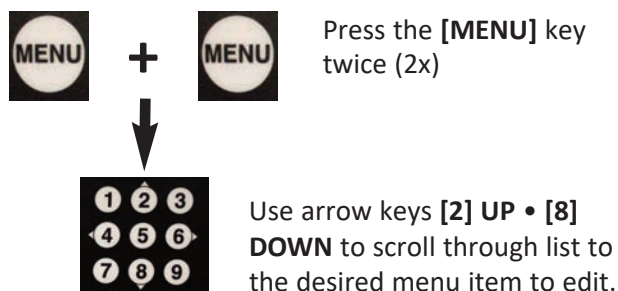 MENU + MENU
Press the [MENU] key
twice (2x)
1 2 3
4 5 6
7 8 9
Use arrow keys [2] UP • [8]
DOWN to scroll through list to
the desired menu item to edit.